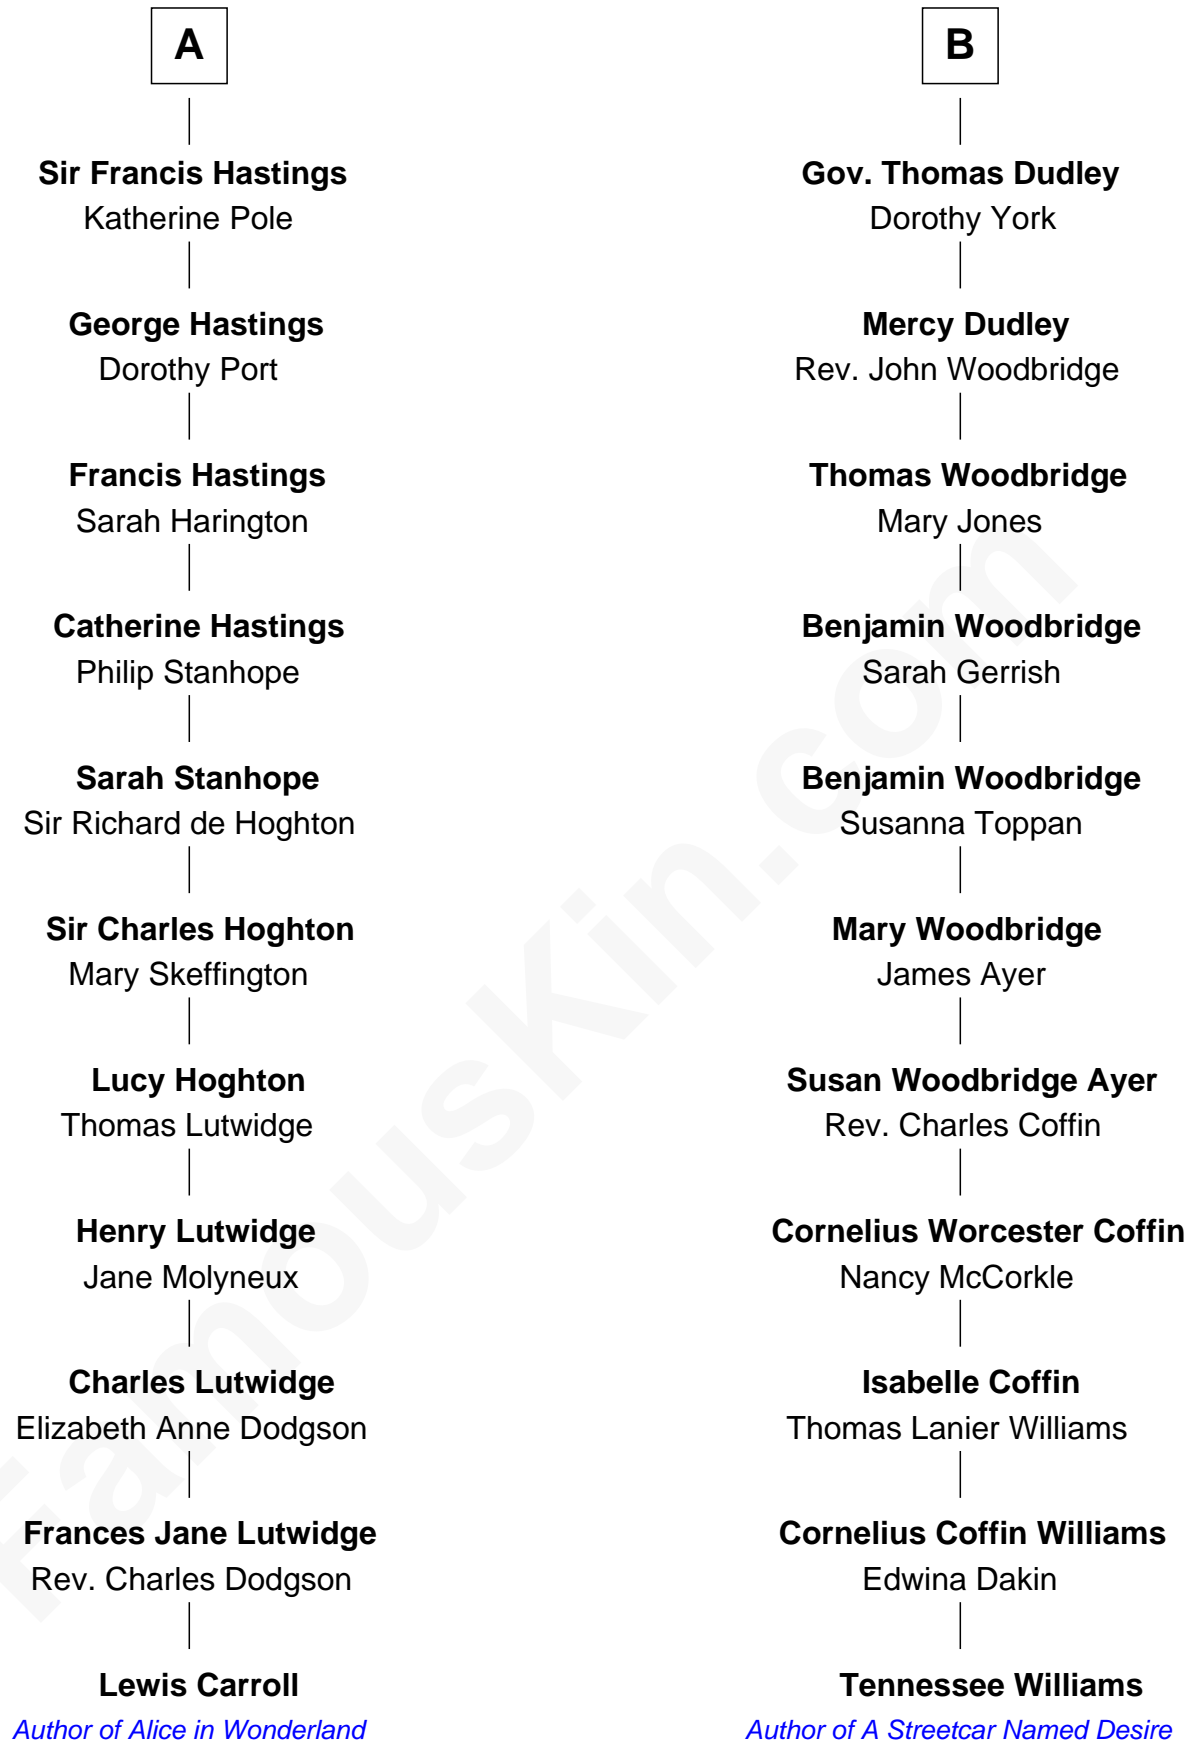 A
B
Sir Francis Hastings
Katherine Pole
Gov. Thomas Dudley
Dorothy York
George Hastings
Dorothy Port
Mercy Dudley
Rev. John Woodbridge
Francis Hastings
Sarah Harington
Thomas Woodbridge
Mary Jones
Catherine Hastings
Philip Stanhope
Benjamin Woodbridge
Sarah Gerrish
Sarah Stanhope
Sir Richard de Hoghton
Benjamin Woodbridge
Susanna Toppan
Sir Charles Hoghton
Mary Skeffington
Mary Woodbridge
James Ayer
Lucy Hoghton
Thomas Lutwidge
Susan Woodbridge Ayer
Rev. Charles Coffin
Henry Lutwidge
Jane Molyneux
Cornelius Worcester Coffin
Nancy McCorkle
Charles Lutwidge
Elizabeth Anne Dodgson
Isabelle Coffin
Thomas Lanier Williams
Frances Jane Lutwidge
Rev. Charles Dodgson
Cornelius Coffin Williams
Edwina Dakin
Lewis Carroll
Author of Alice in Wonderland
Tennessee Williams
Author of A Streetcar Named Desire
FamousKin.com